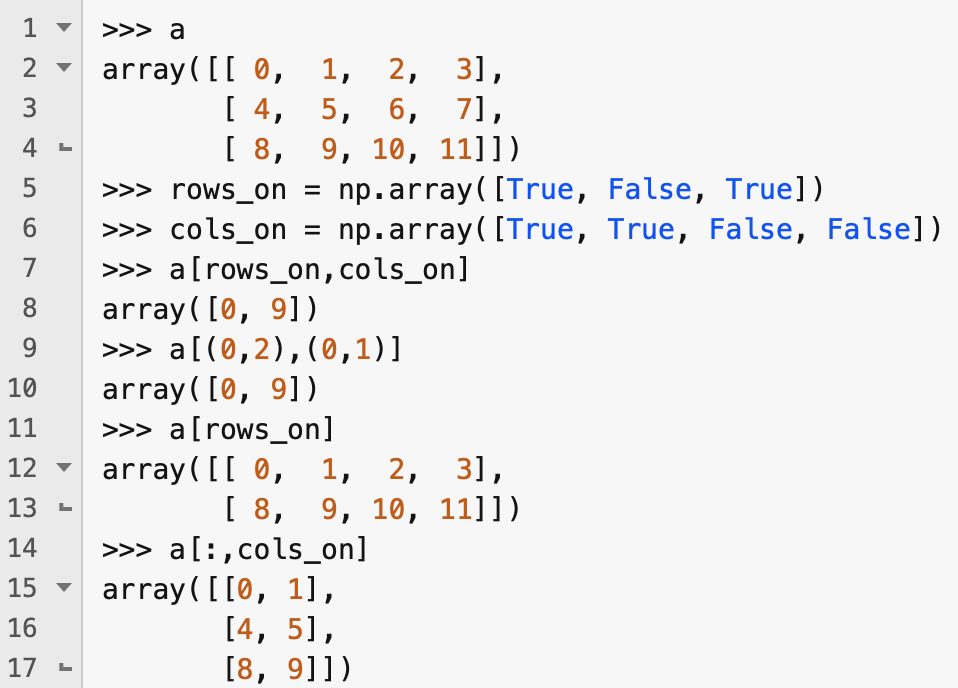 1 >>> a
2 array([[ 0,  1,  2,  3],
3        [ 4,  5,  6,  7],
4        [ 8,  9, 10, 11]])
5 >>> rows_on = np.array([True, False, True])
6 >>> cols_on = np.array([True, True, False, False])
7 >>> a[rows_on,cols_on]
8 array([0, 9])
9 >>> a[(0,2),(0,1)]
10 array([0, 9])
11 >>> a[rows_on]
12 array([[ 0,  1,  2,  3],
13        [ 8,  9, 10, 11]])
14 >>> a[:,cols_on]
15 array([[0, 1],
16        [4, 5],
17        [8, 9]])